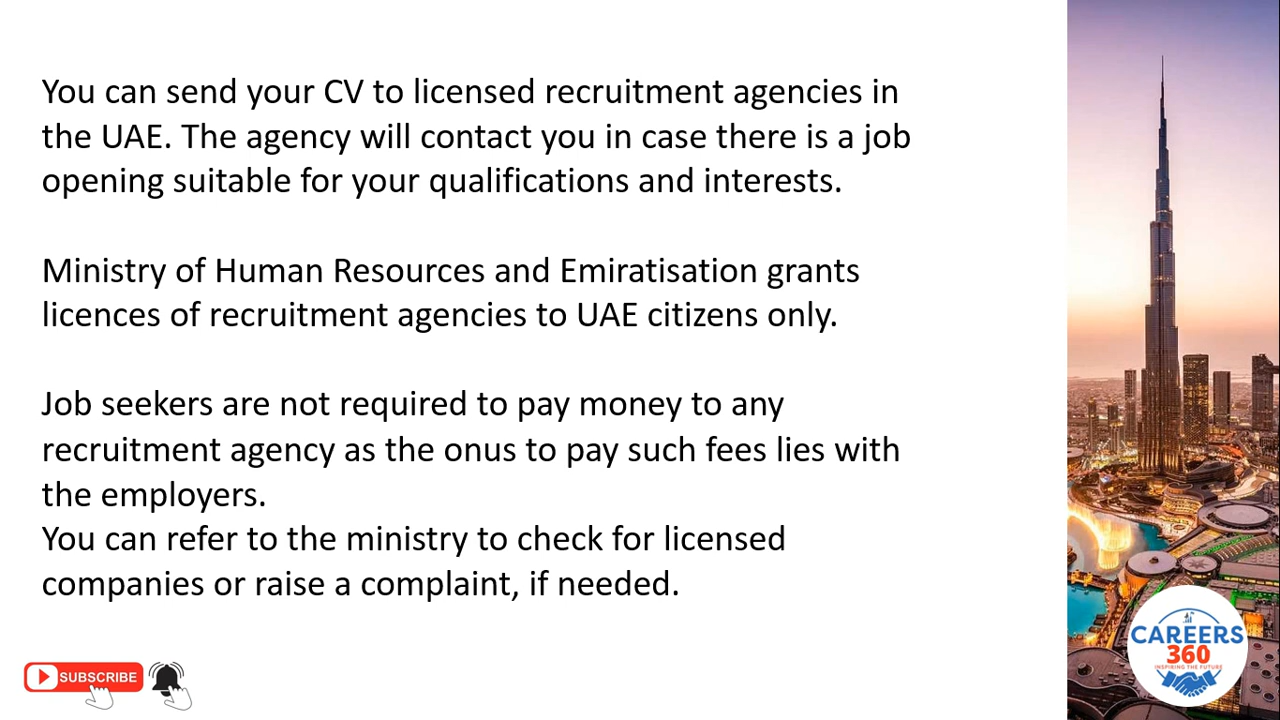 You can send your CV to licensed recruitment agencies in
the UAE. The agency will contact you in case there is a job
opening suitable for your qualifications and interests.
Ministry of Human Resources and Emiratisation grants
licences of recruitment agencies to UAE citizens only.
Job seekers are not required to pay money to any
recruitment agency as the onus to pay such fees lies with
the employers.
You can refer to the ministry to check for licensed
companies or raise a complaint, if needed.
SUBSCRIBE
CAREERS
360
INSPIRING THE FUTURE